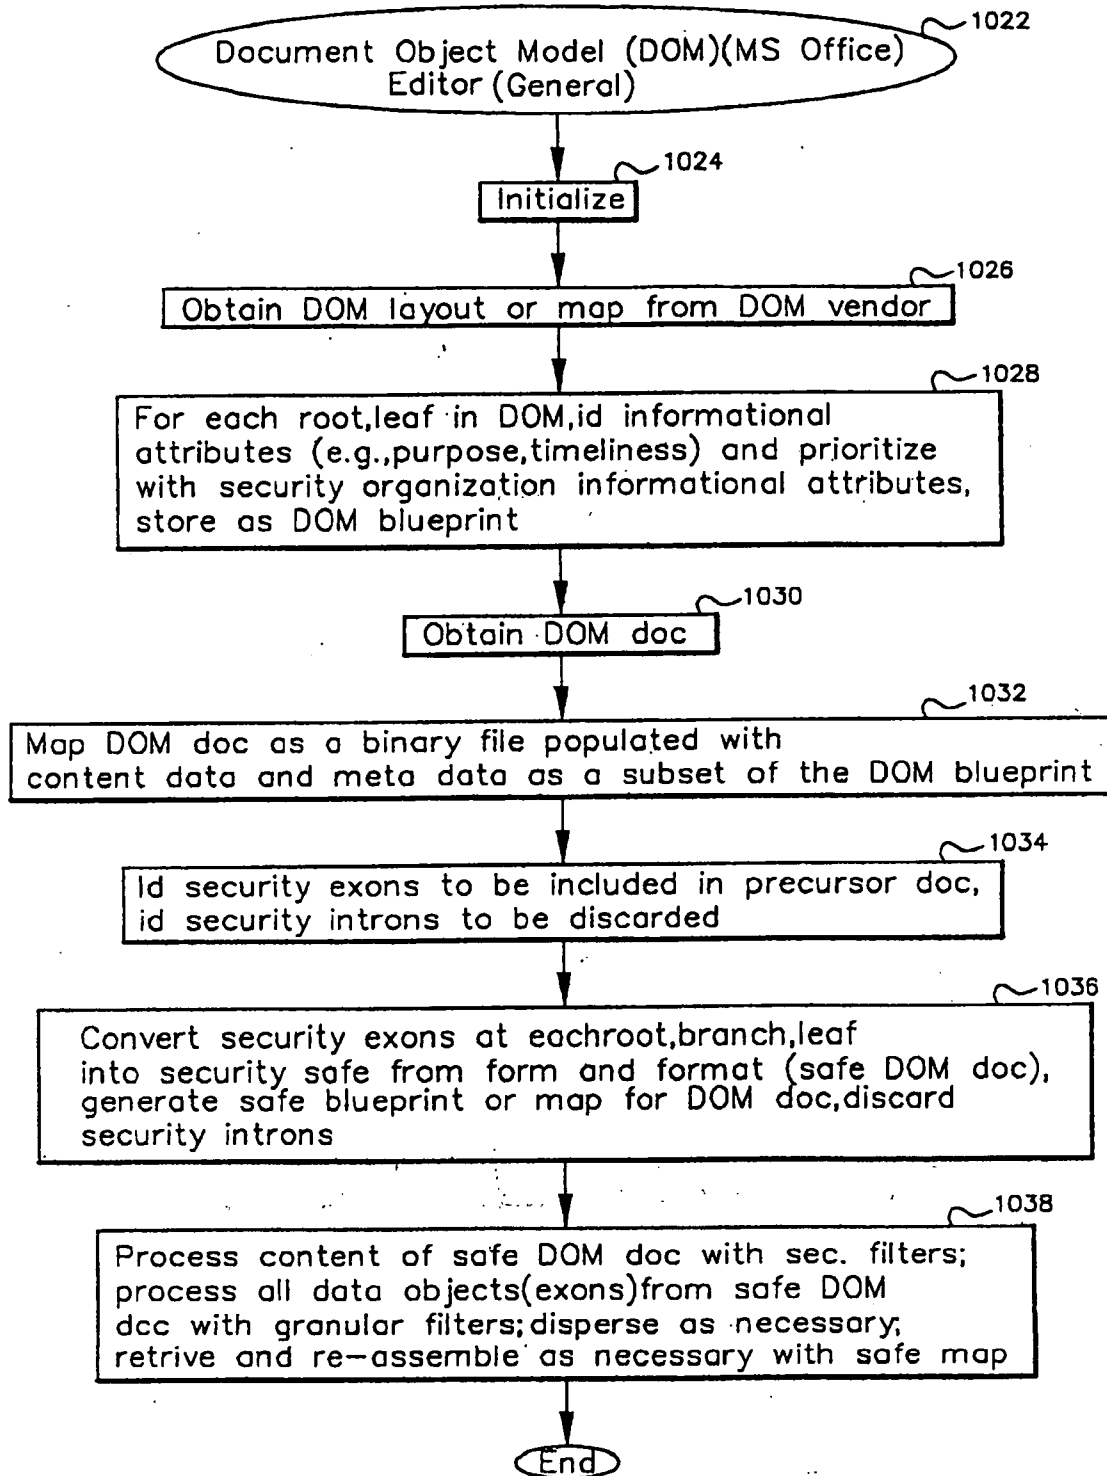 1022
Document Object Model (DOM)(MS Office)
Editor (General)
1024
Initialize
1026
Obtain DOM layout or map from DOM vendor
1028
For each root,leaf in DOM,id informational
attributes (e.g.,purpose,timeliness) and prioritize
with security organization informational attributes,
store as DOM blueprint
1030
Obtain DOM doc
1032
Map DOM doc as a binary file populated with
content data and meta data as a subset of the DOM blueprint
1034
Id security exons to be included in precursor doc,
id security introns to be discarded
1036
Convert security exons at eachroot,branch,leaf
into security safe from form and format (safe DOM doc),
generate safe blueprint or map for DOM doc,discard
security introns
1038
Process content of safe DOM doc with sec. filters;
process all data objects(exons)from safe DOM
dcc with granular filters;disperse as necessary;
retrive and re-assemble as necessary with safe map
End